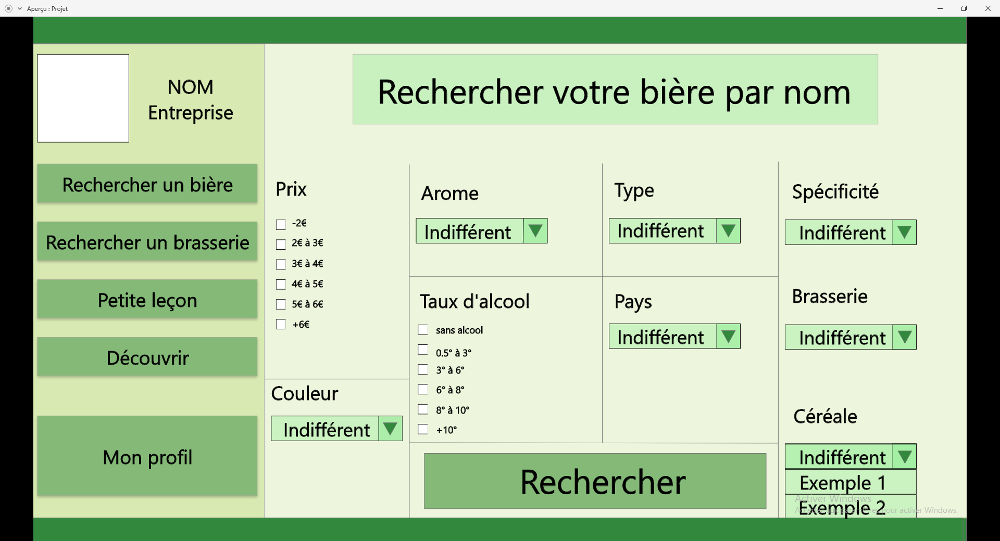 Aperçu : Projet
NOM
Entreprise
Rechercher un bière
Rechercher un brasserie
Petite leçon
Découvrir
Mon profil
Rechercher votre bière par nom
Prix
-2€
2€ à 3€
3€ à 4€
4€ à 5€
5€ à 6€
+6€
Couleur
Indifférent
Arome
Indifférent
Taux d'alcool
sans alcool
0.5° à 3°
3° à 6°
6° à 8°
8° à 10°
+10°
Type
Indifférent
Pays
Indifférent
Spécificité
Indifférent
Brasserie
Indifférent
Céréale
Indifférent
Exemple 1
Exemple 2
Rechercher
Activer Windows
Accédez aux paramètres pour activer Windows.